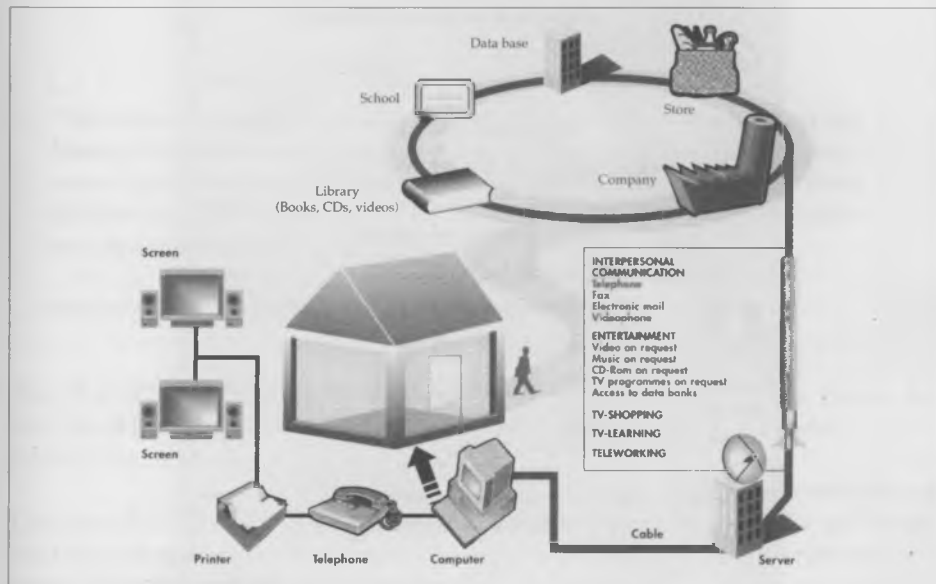 Data base
School
Store
Company
Library
(Books, CDs, videos)
Screen
INTERPERSONAL
COMMUNICATION
Telephone
Fax
Electronic mail
Videophone
ENTERTAINMENT
Video on request
Music on request
CD-Rom on request
TV programmes on request
Access to data banks
TV-SHOPPING
TV-LEARNING
TELEWORKING
Screen
Cable
Printer
Telephone
Computer
Server